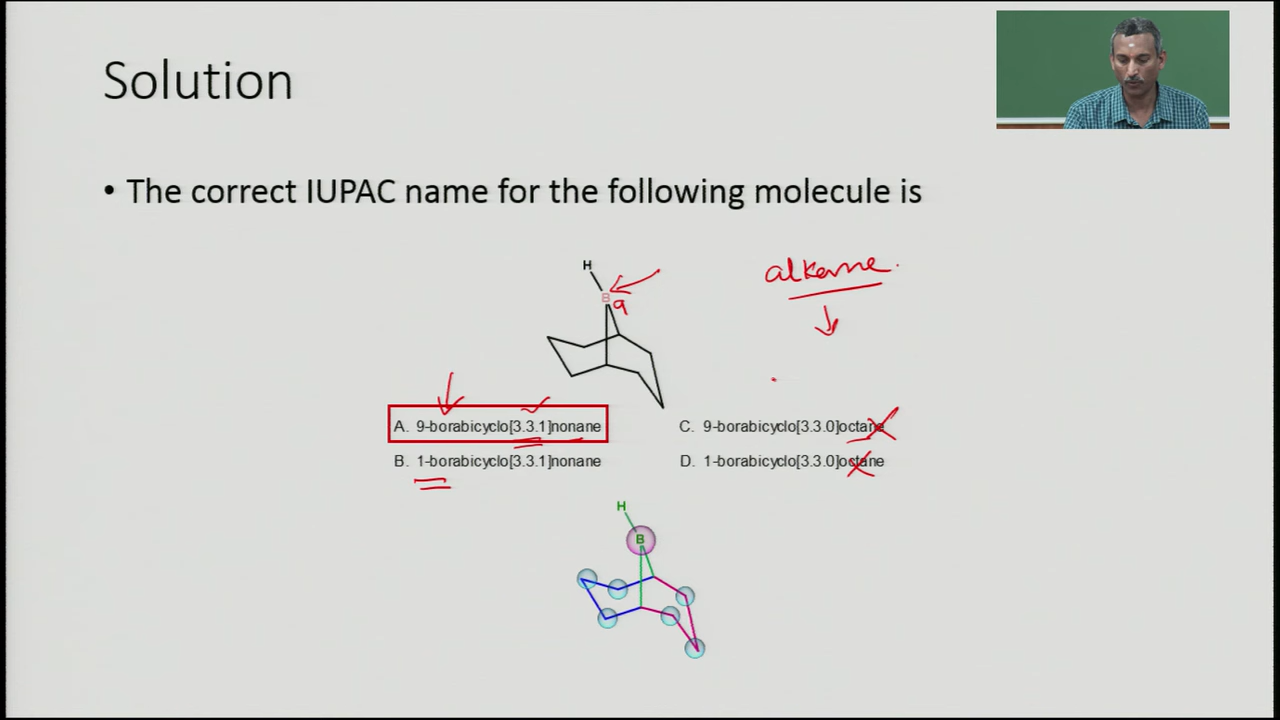 Solution
• The correct IUPAC name for the following molecule is
H
B
9
alkane.
A. 9-borabicyclo[3.3.1]nonane
C. 9-borabicyclo[3.3.0]octane
B. 1-borabicyclo[3.3.1]nonane
D. 1-borabicyclo[3.3.0]octane
H
B